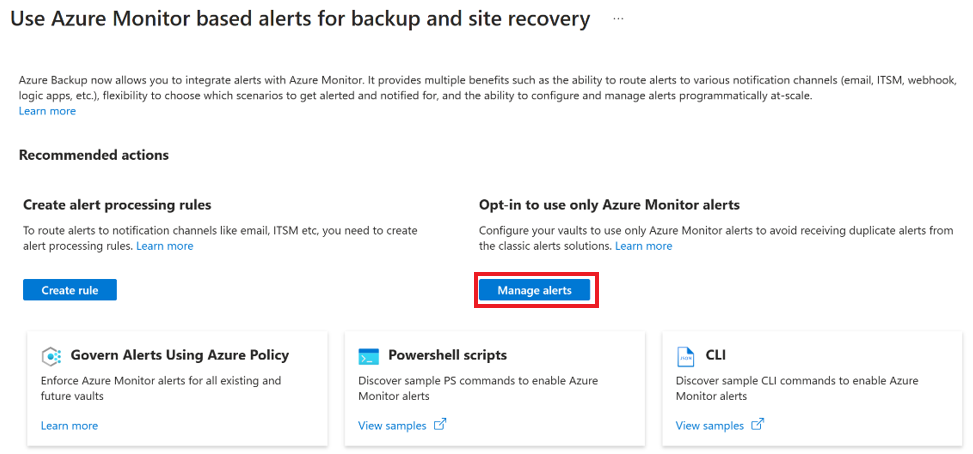 Use Azure Monitor based alerts for backup and site recovery ...
Azure Backup now allows you to integrate alerts with Azure Monitor. It provides multiple benefits such as the ability to route alerts to various notification channels (email, ITSM, webhook,
logic apps, etc.), flexibility to choose which scenarios to get alerted and notified for, and the ability to configure and manage alerts programmatically at-scale.
Learn more
Recommended actions
Create alert processing rules
To route alerts to notification channels like email, ITSM etc, you need to create
alert processing rules. Learn more
Create rule
Opt-in to use only Azure Monitor alerts
Configure your vaults to use only Azure Monitor alerts to avoid receiving duplicate alerts from
the classic alerts solutions. Learn more
Manage alerts
Govern Alerts Using Azure Policy
Enforce Azure Monitor alerts for all existing and
future vaults
Learn more
Powershell scripts
Discover sample PS commands to enable Azure
Monitor alerts
View samples
JSON
CLI
Discover sample CLI commands to enable Azure
Monitor alerts
View samples